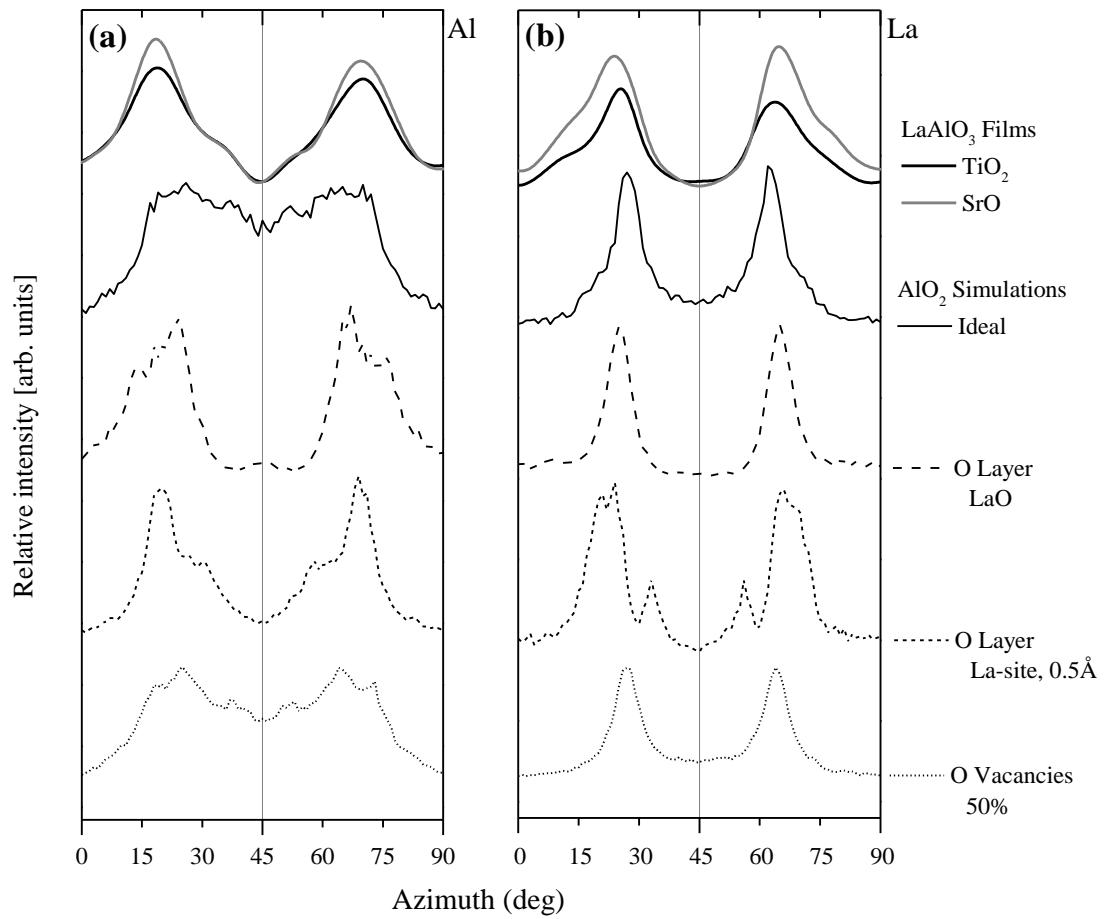 (a)
Al
(b)
La
LaAlO₃ Films
TiO₂
SrO
AlO₂ Simulations
Ideal
O Layer
LaO
O Layer
La-site, 0.5Å
O Vacancies
50%
Relative intensity [arb. units]
0 15 30 45 60 75
0 15 30 45 60 75 90
Azimuth (deg)